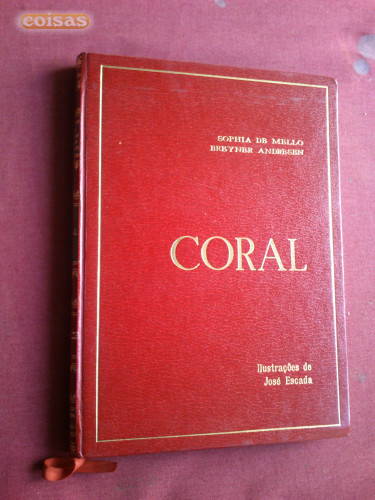 coisas
SOPHIA DE MELLO
BREYNER ANDRESEN
CORAL
Ilustrações de
José Escada